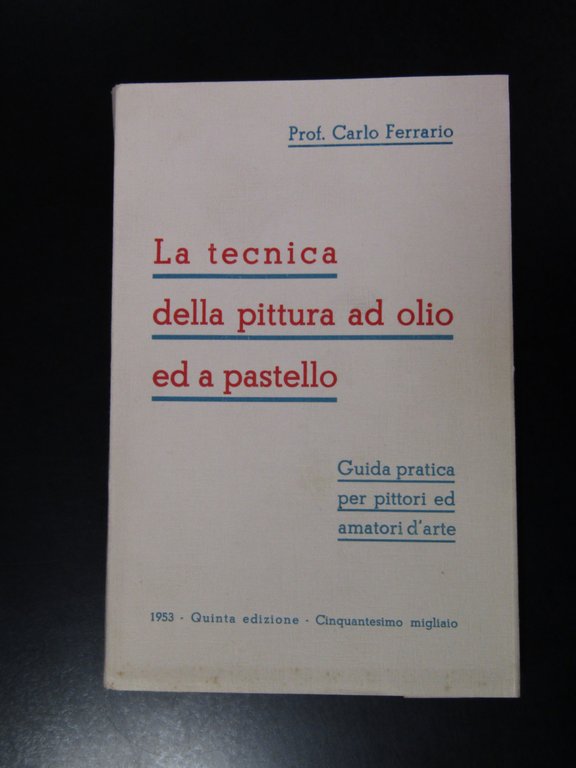 Prof. Carlo Ferrario
La tecnica
della pittura ad olio
ed a pastello
Guida pratica
per pittori ed
amatori d'arte
1953 - Quinta edizione - Cinquantesimo migliaio